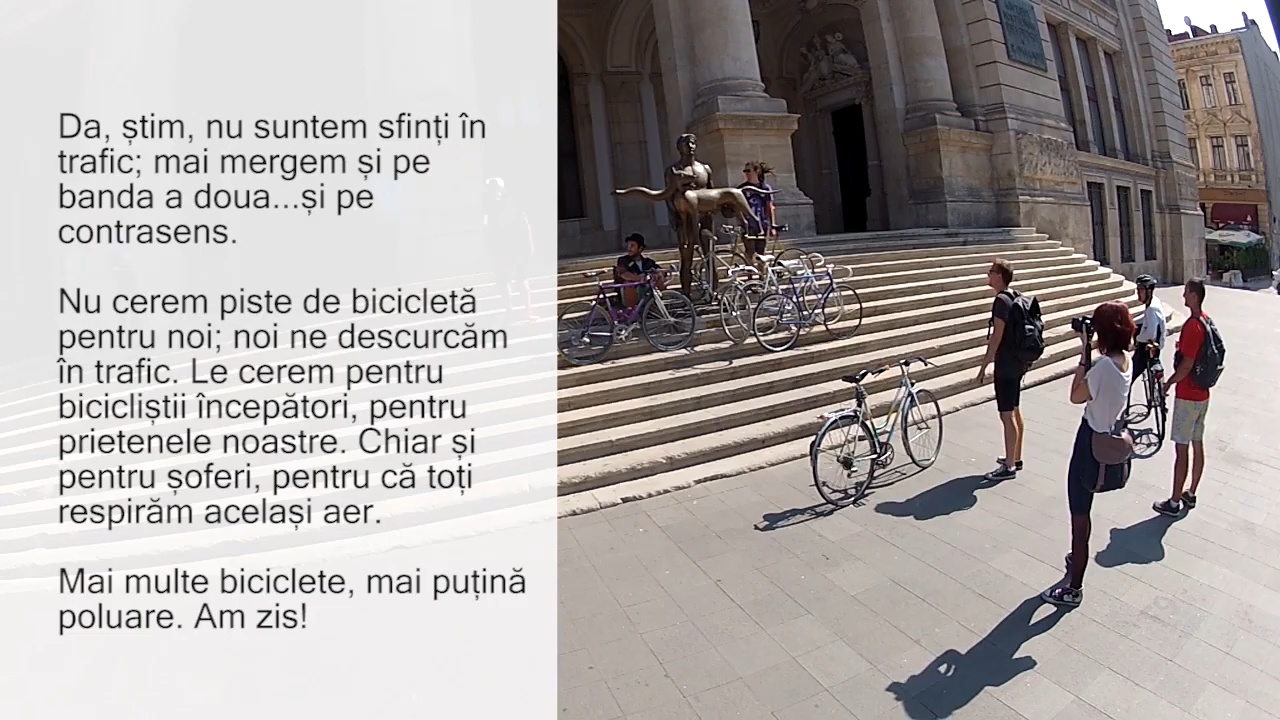 Da, știm, nu suntem sfinți în
trafic; mai mergem și pe
banda a doua...și pe
contrasens.
Nu cerem piste de bicicletă
pentru noi; noi ne descurcăm
în trafic. Le cerem pentru
bicicliștii începători, pentru
prietenele noastre. Chiar și
pentru șoferi, pentru că toți
respirăm același aer.
Mai multe biciclete, mai puțină
poluare. Am zis!